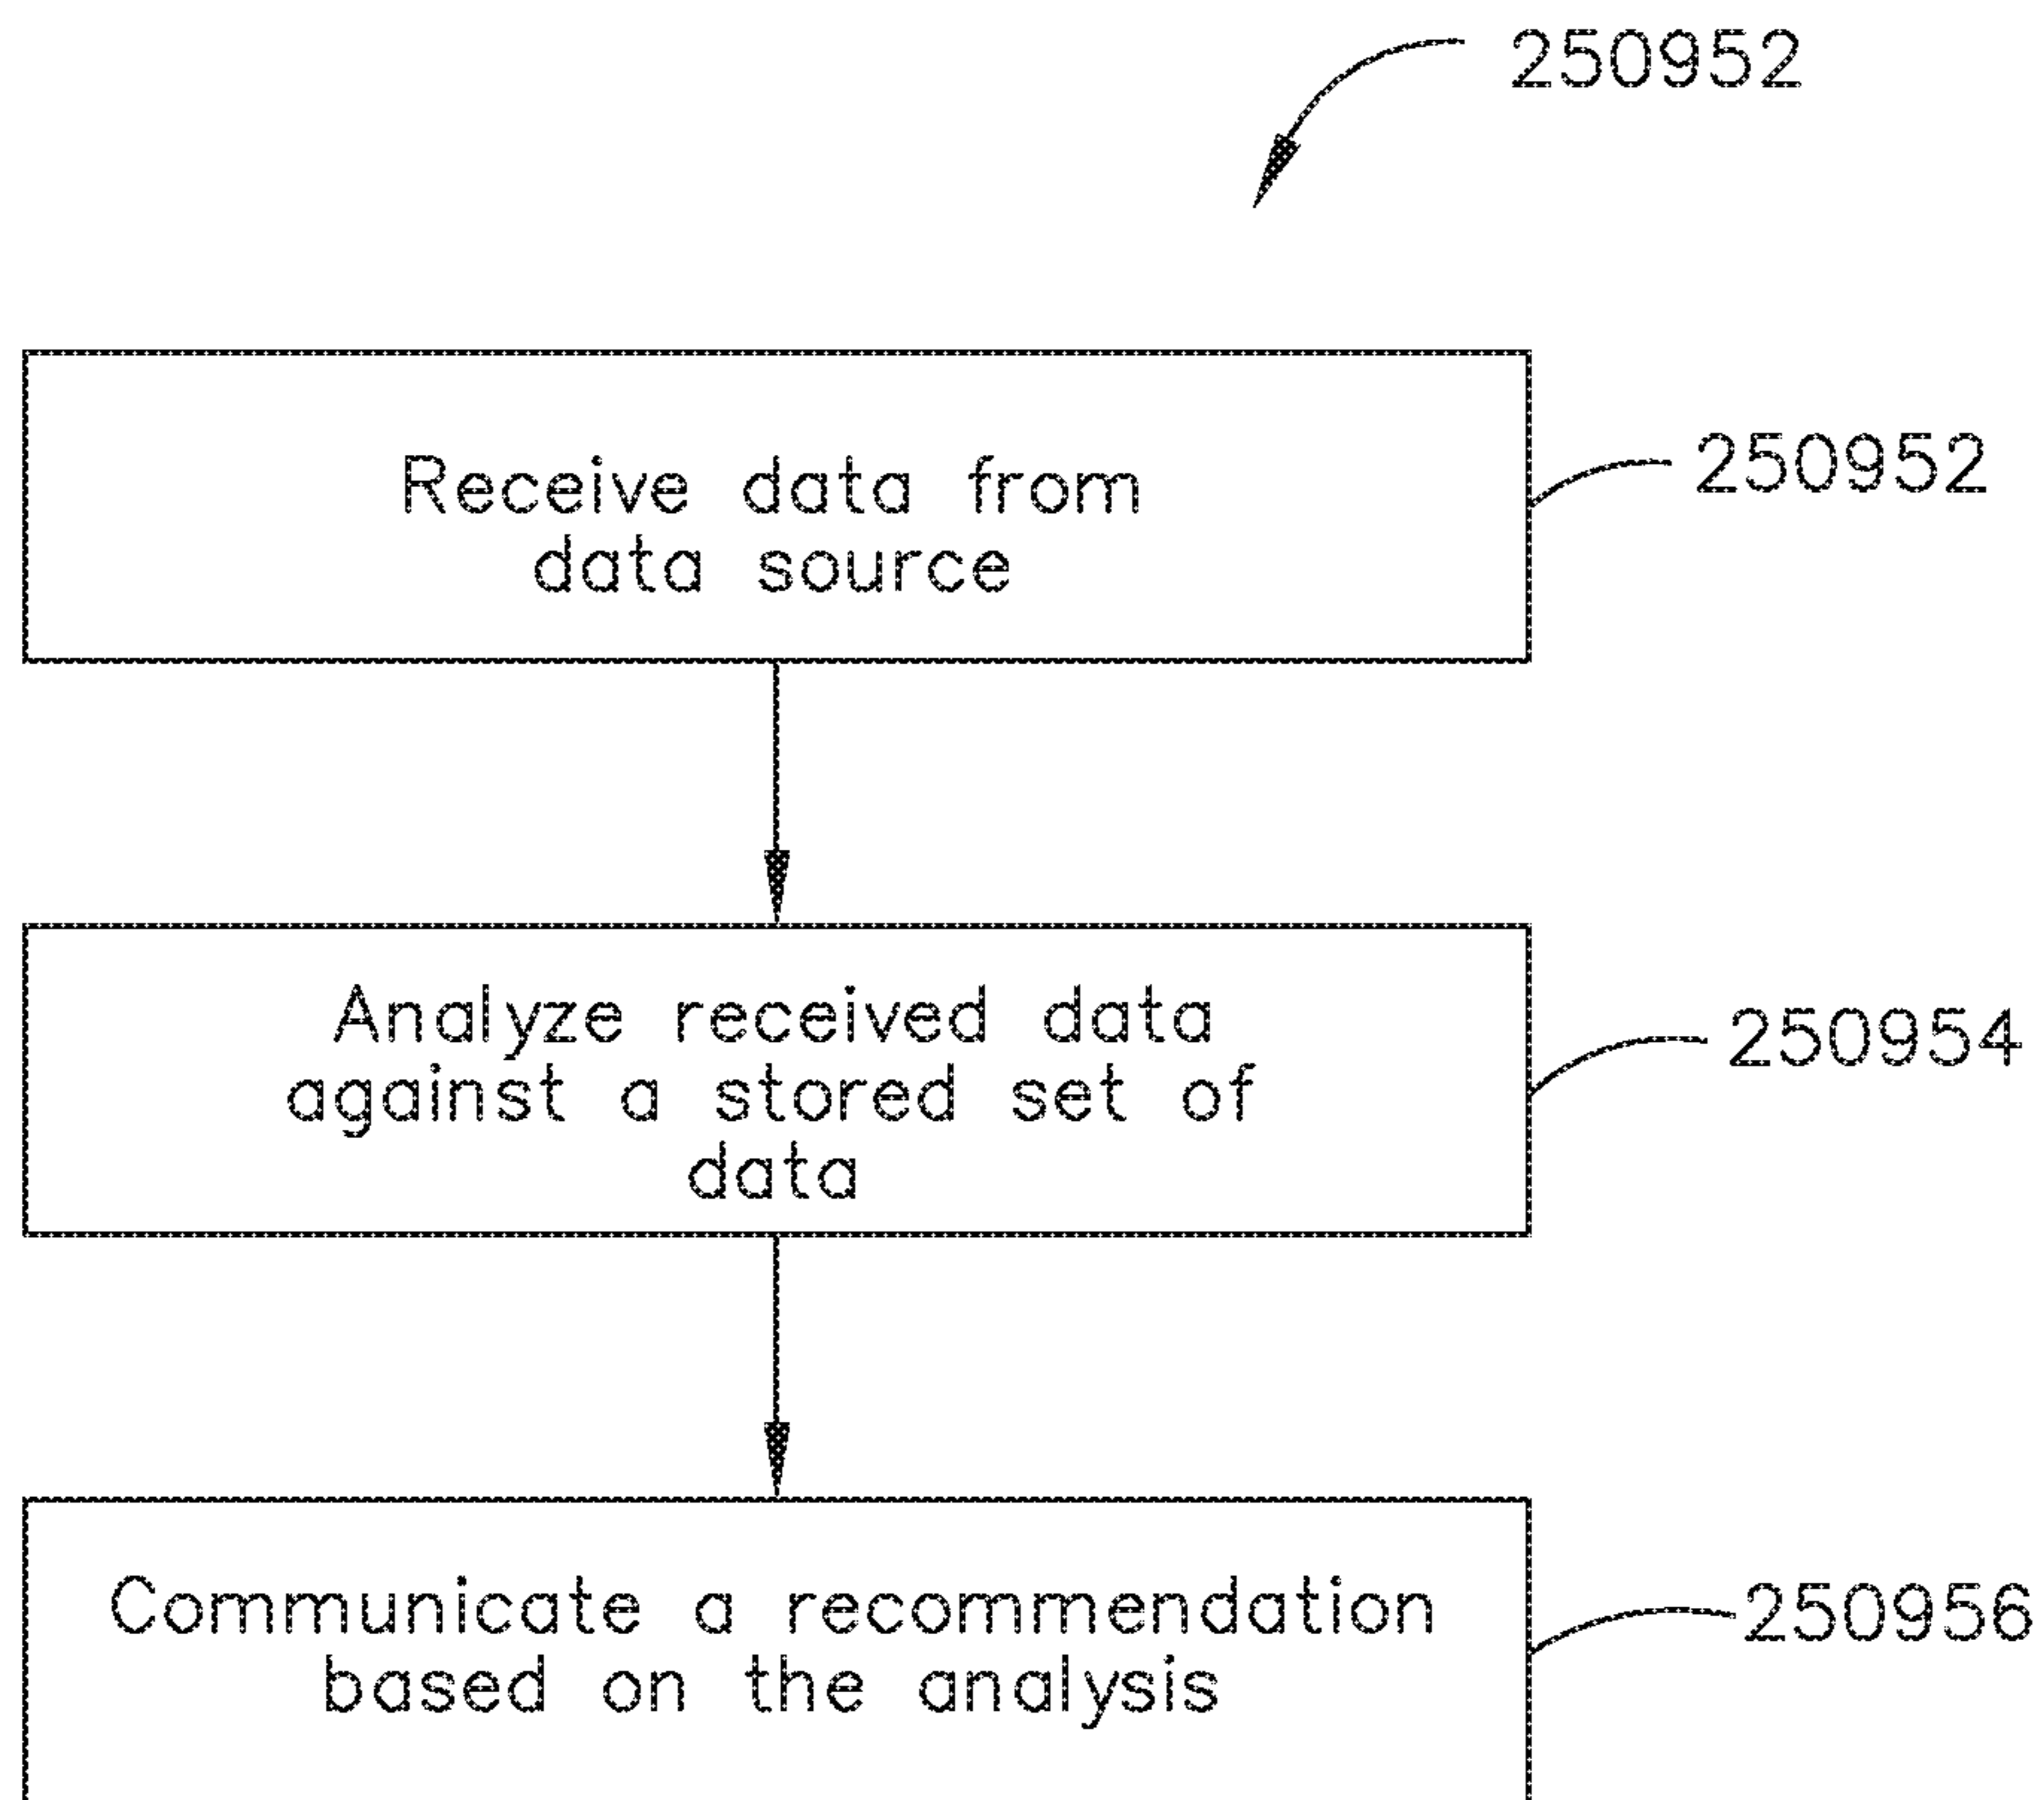 250952
Receive data from
data source
250952
Analyze received data
against a stored set of
data
250954
Communicate a recommendation
based on the analysis
250956